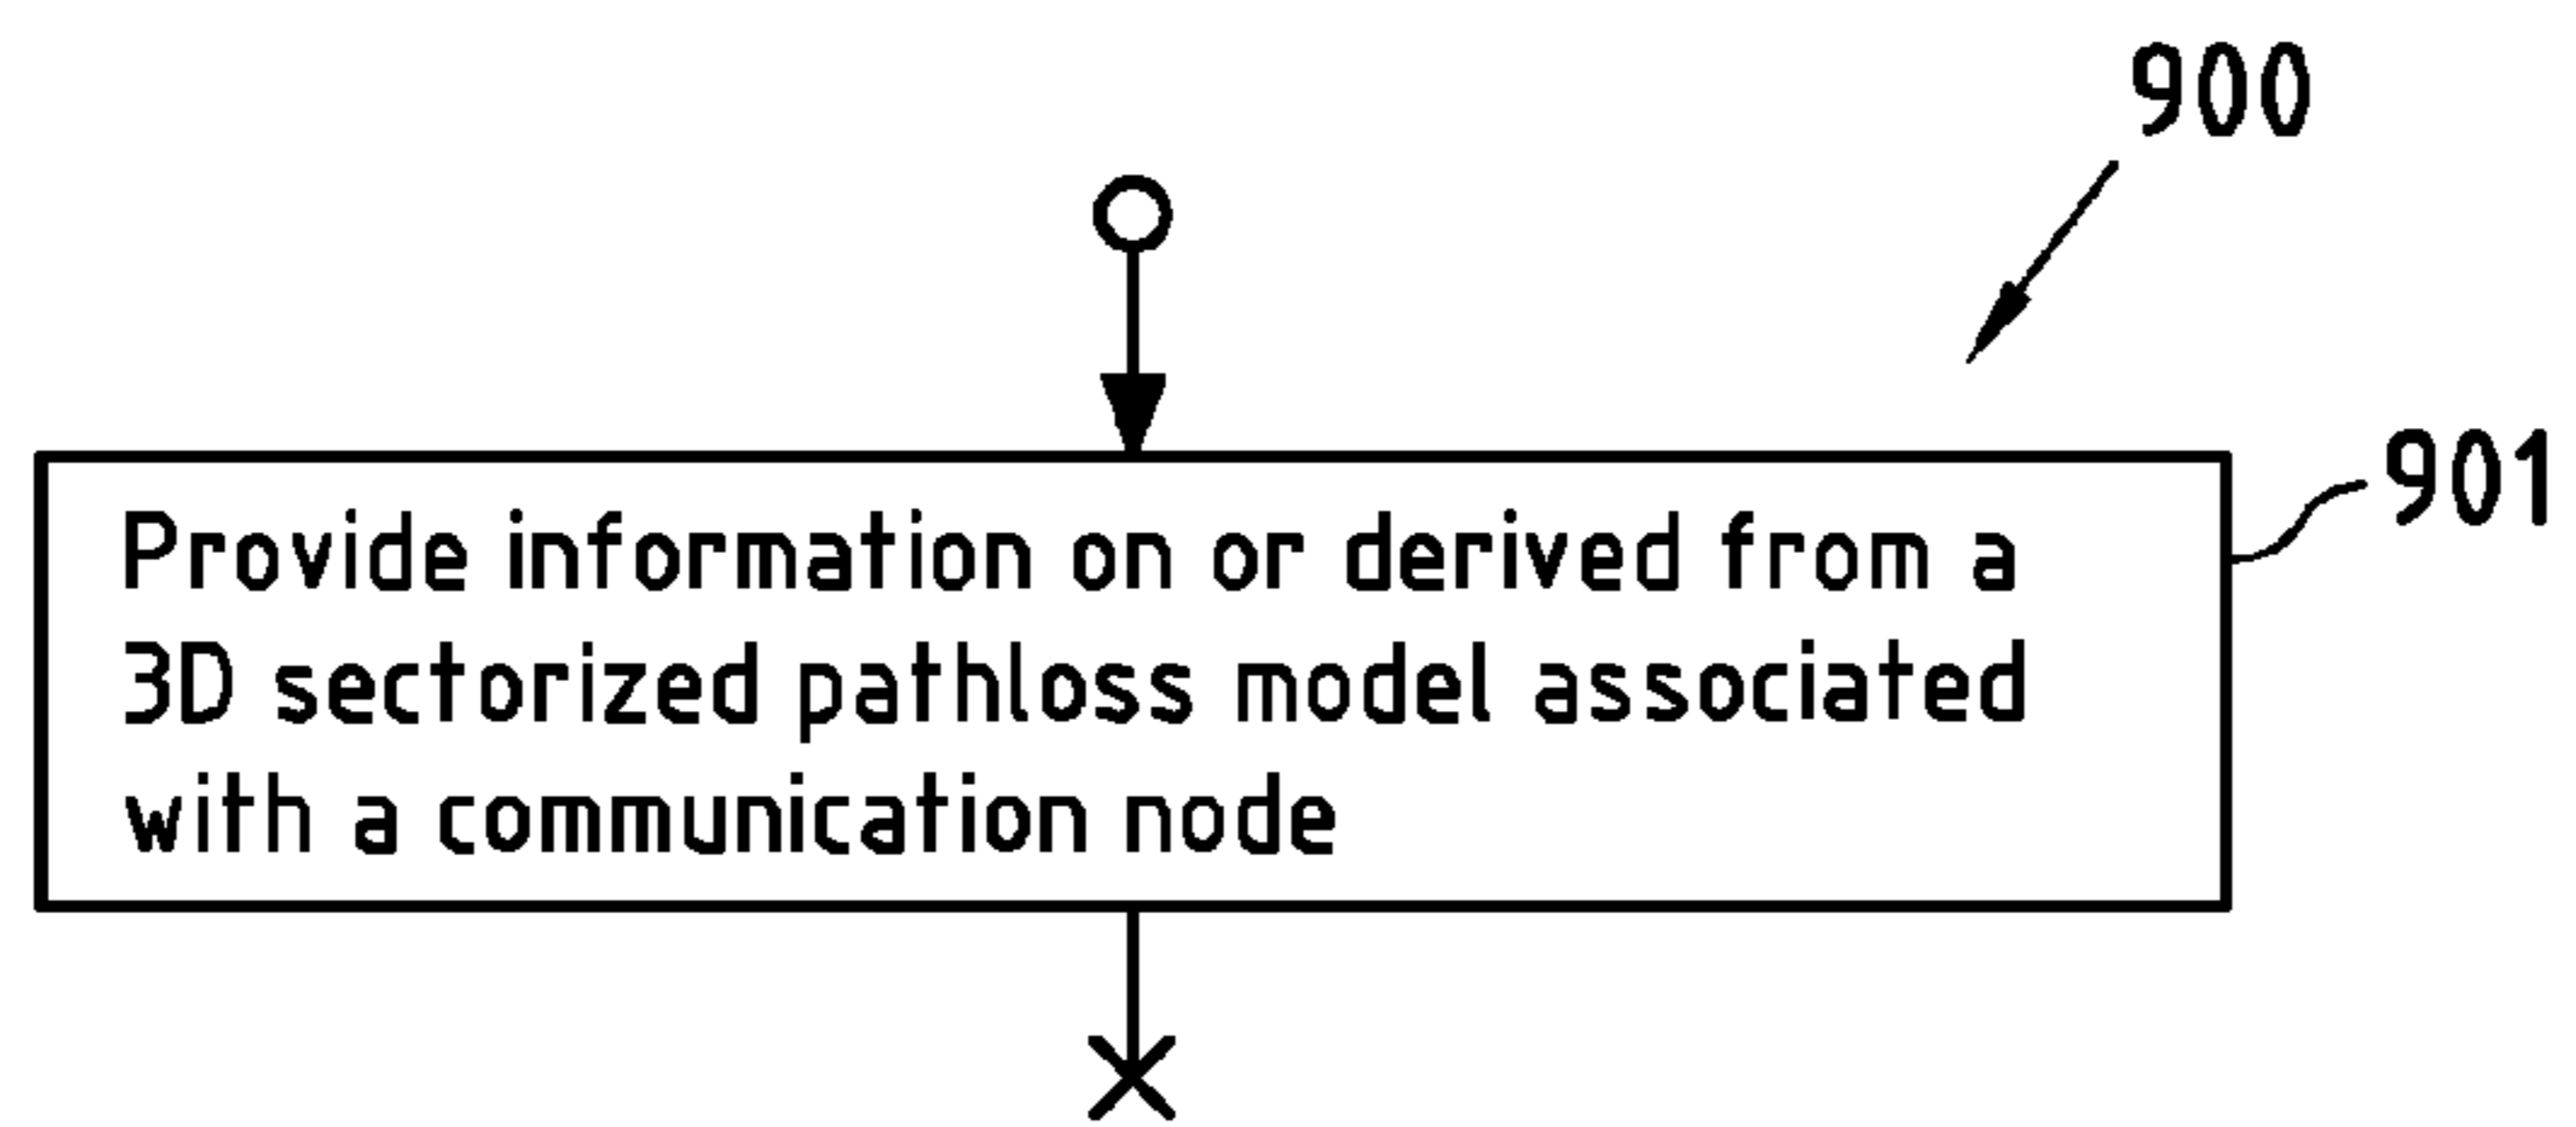 900
901
Provide information on or derived from a
3D sectorized pathloss model associated
with a communication node